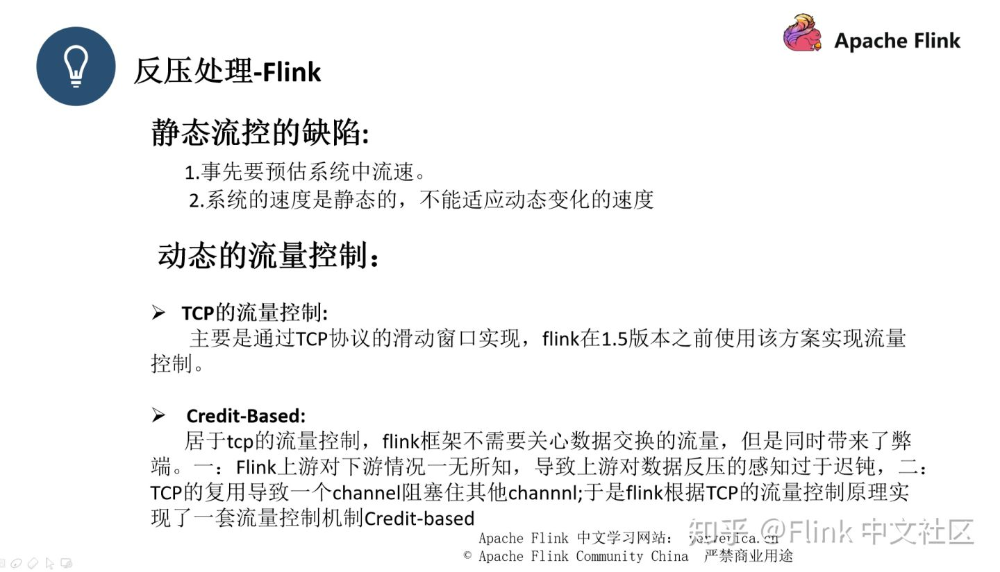 Apache Flink
反压处理-Flink
静态流控的缺陷:
1.事先要预估系统中流速。
2.系统的速度是静态的，不能适应动态变化的速度
动态的流量控制：
➢ TCP的流量控制:
主要是通过TCP协议的滑动窗口实现，flink在1.5版本之前使用该方案实现流量
控制。
➢ Credit-Based:
居于tcp的流量控制，flink框架不需要关心数据交换的流量，但是同时带来了弊
端。一：Flink上游对下游情况一无所知，导致上游对数据反压的感知过于迟钝，二：
TCP的复用导致一个channel阻塞住其他channnl;于是flink根据TCP的流量控制原理实
现了一套流量控制机制Credit-based
知乎 @Flink 中文社区
Apache Flink 中文学习网站： ververica.cn
© Apache Flink Community China 严禁商业用途